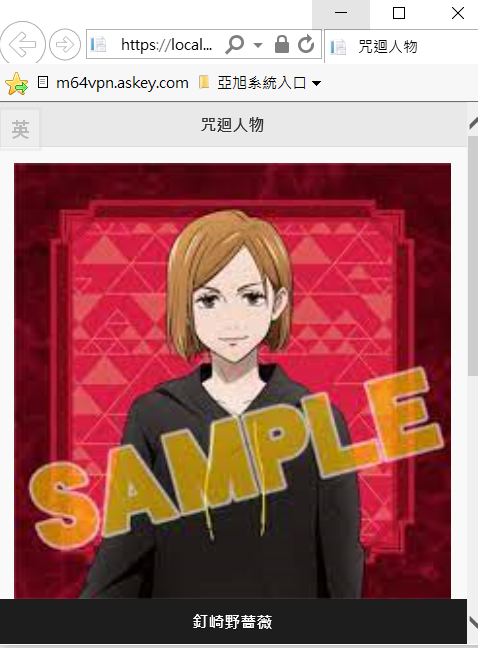 https://local...
咒迴人物
m64vpn.askey.com
亞旭系統入口
英
咒迴人物
SAMPLE
釘崎野薔薇